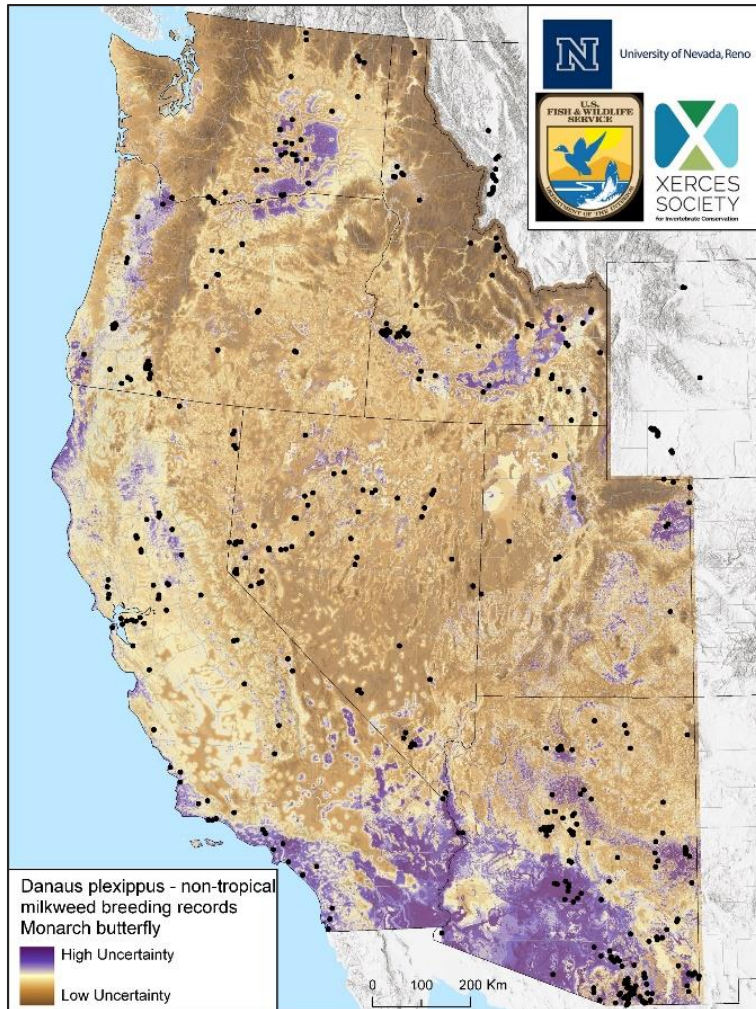 N
University of Nevada, Reno
U.S.
FISH & WILDLIFE
SERVICE
DEPARTMENT OF THE INTERIOR
XERCES
SOCIETY
for Invertebrate Conservation
Danaus plexippus - non-tropical
milkweed breeding records
Monarch butterfly
High Uncertainty
Low Uncertainty
0 100 200 Km